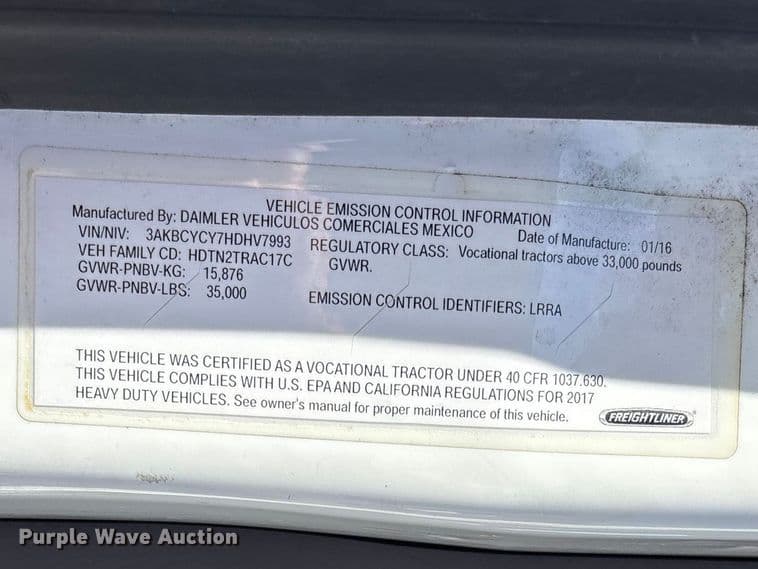 VEHICLE EMISSION CONTROL INFORMATION
Manufactured By: DAIMLER VEHICULOS COMERCIALES MEXICO Date of Manufacture: 01/16
VIN/NIV: 3AKBCYCY7HDHV7993 REGULATORY CLASS: Vocational tractors above 33,000 pounds
VEH FAMILY CD: HDTN2TRAC17C GVWR.
GVWR-PNBV-KG: 15,876
GVWR-PNBV-LBS: 35,000 EMISSION CONTROL IDENTIFIERS: LRRA
THIS VEHICLE WAS CERTIFIED AS A VOCATIONAL TRACTOR UNDER 40 CFR 1037.630.
THIS VEHICLE COMPLIES WITH U.S. EPA AND CALIFORNIA REGULATIONS FOR 2017
HEAVY DUTY VEHICLES. See owner's manual for proper maintenance of this vehicle. FREIGHTLINER
Purple Wave Auction